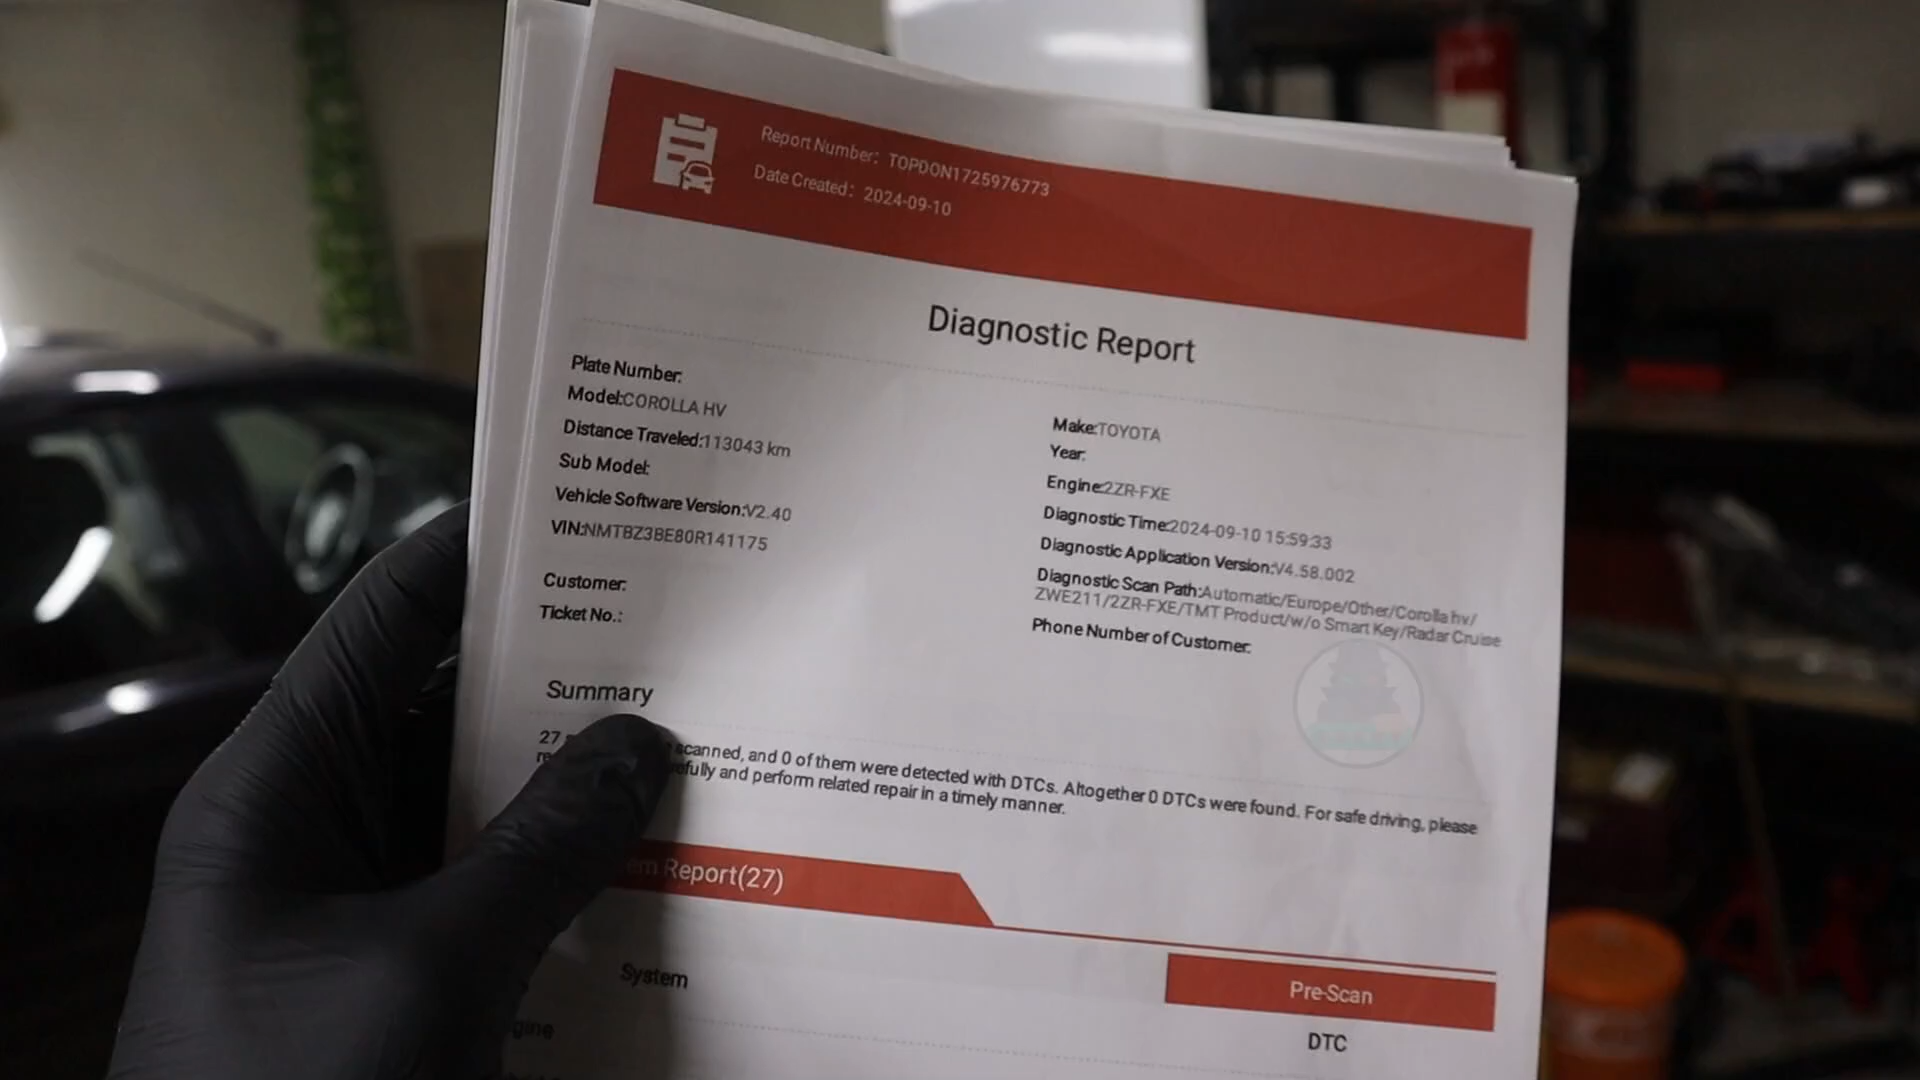 Report Number: TOPDON1725976773
Date Created: 2024-09-10
Diagnostic Report
Plate Number:
Model:COROLLA HV
Distance Traveled:113043 km
Sub Model:
Vehicle Software Version:V2.40
VIN:NMTBZ3BE80R141175
Customer:
Ticket No.:
Make:TOYOTA
Year:
Engine:2ZR-FXE
Diagnostic Time:2024-09-10 15:59:33
Diagnostic Application Version:V4.58.002
Diagnostic Scan Path:Automatic/Europe/Other/Corolla hv/
ZWE211/2ZR-FXE/TMT Product/w/o Smart Key/Radar Cruise
Phone Number of Customer:
Summary
27 scanned, and 0 of them were detected with DTCs. Altogether 0 DTCs were found. For safe driving, please
and perform related repair in a timely manner.
Report(27)
System
Pre-Scan
DTC